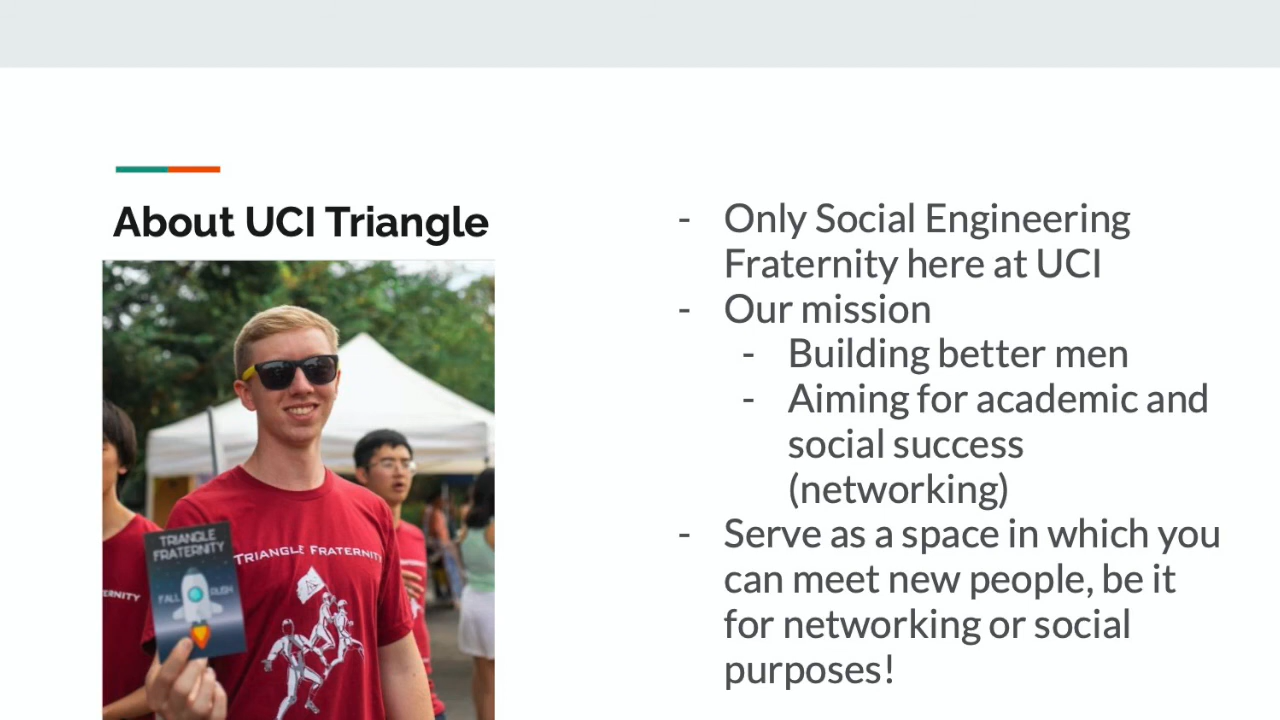 About UCI Triangle
- Only Social Engineering
Fraternity here at UCI
- Our mission
- Building better men
- Aiming for academic and
social success
(networking)
- Serve as a space in which you
can meet new people, be it
for networking or social
purposes!
TRIANGLE
FRATERNITY
FALL RUSH
TRIANGLE FRATERNITY
ERNITY